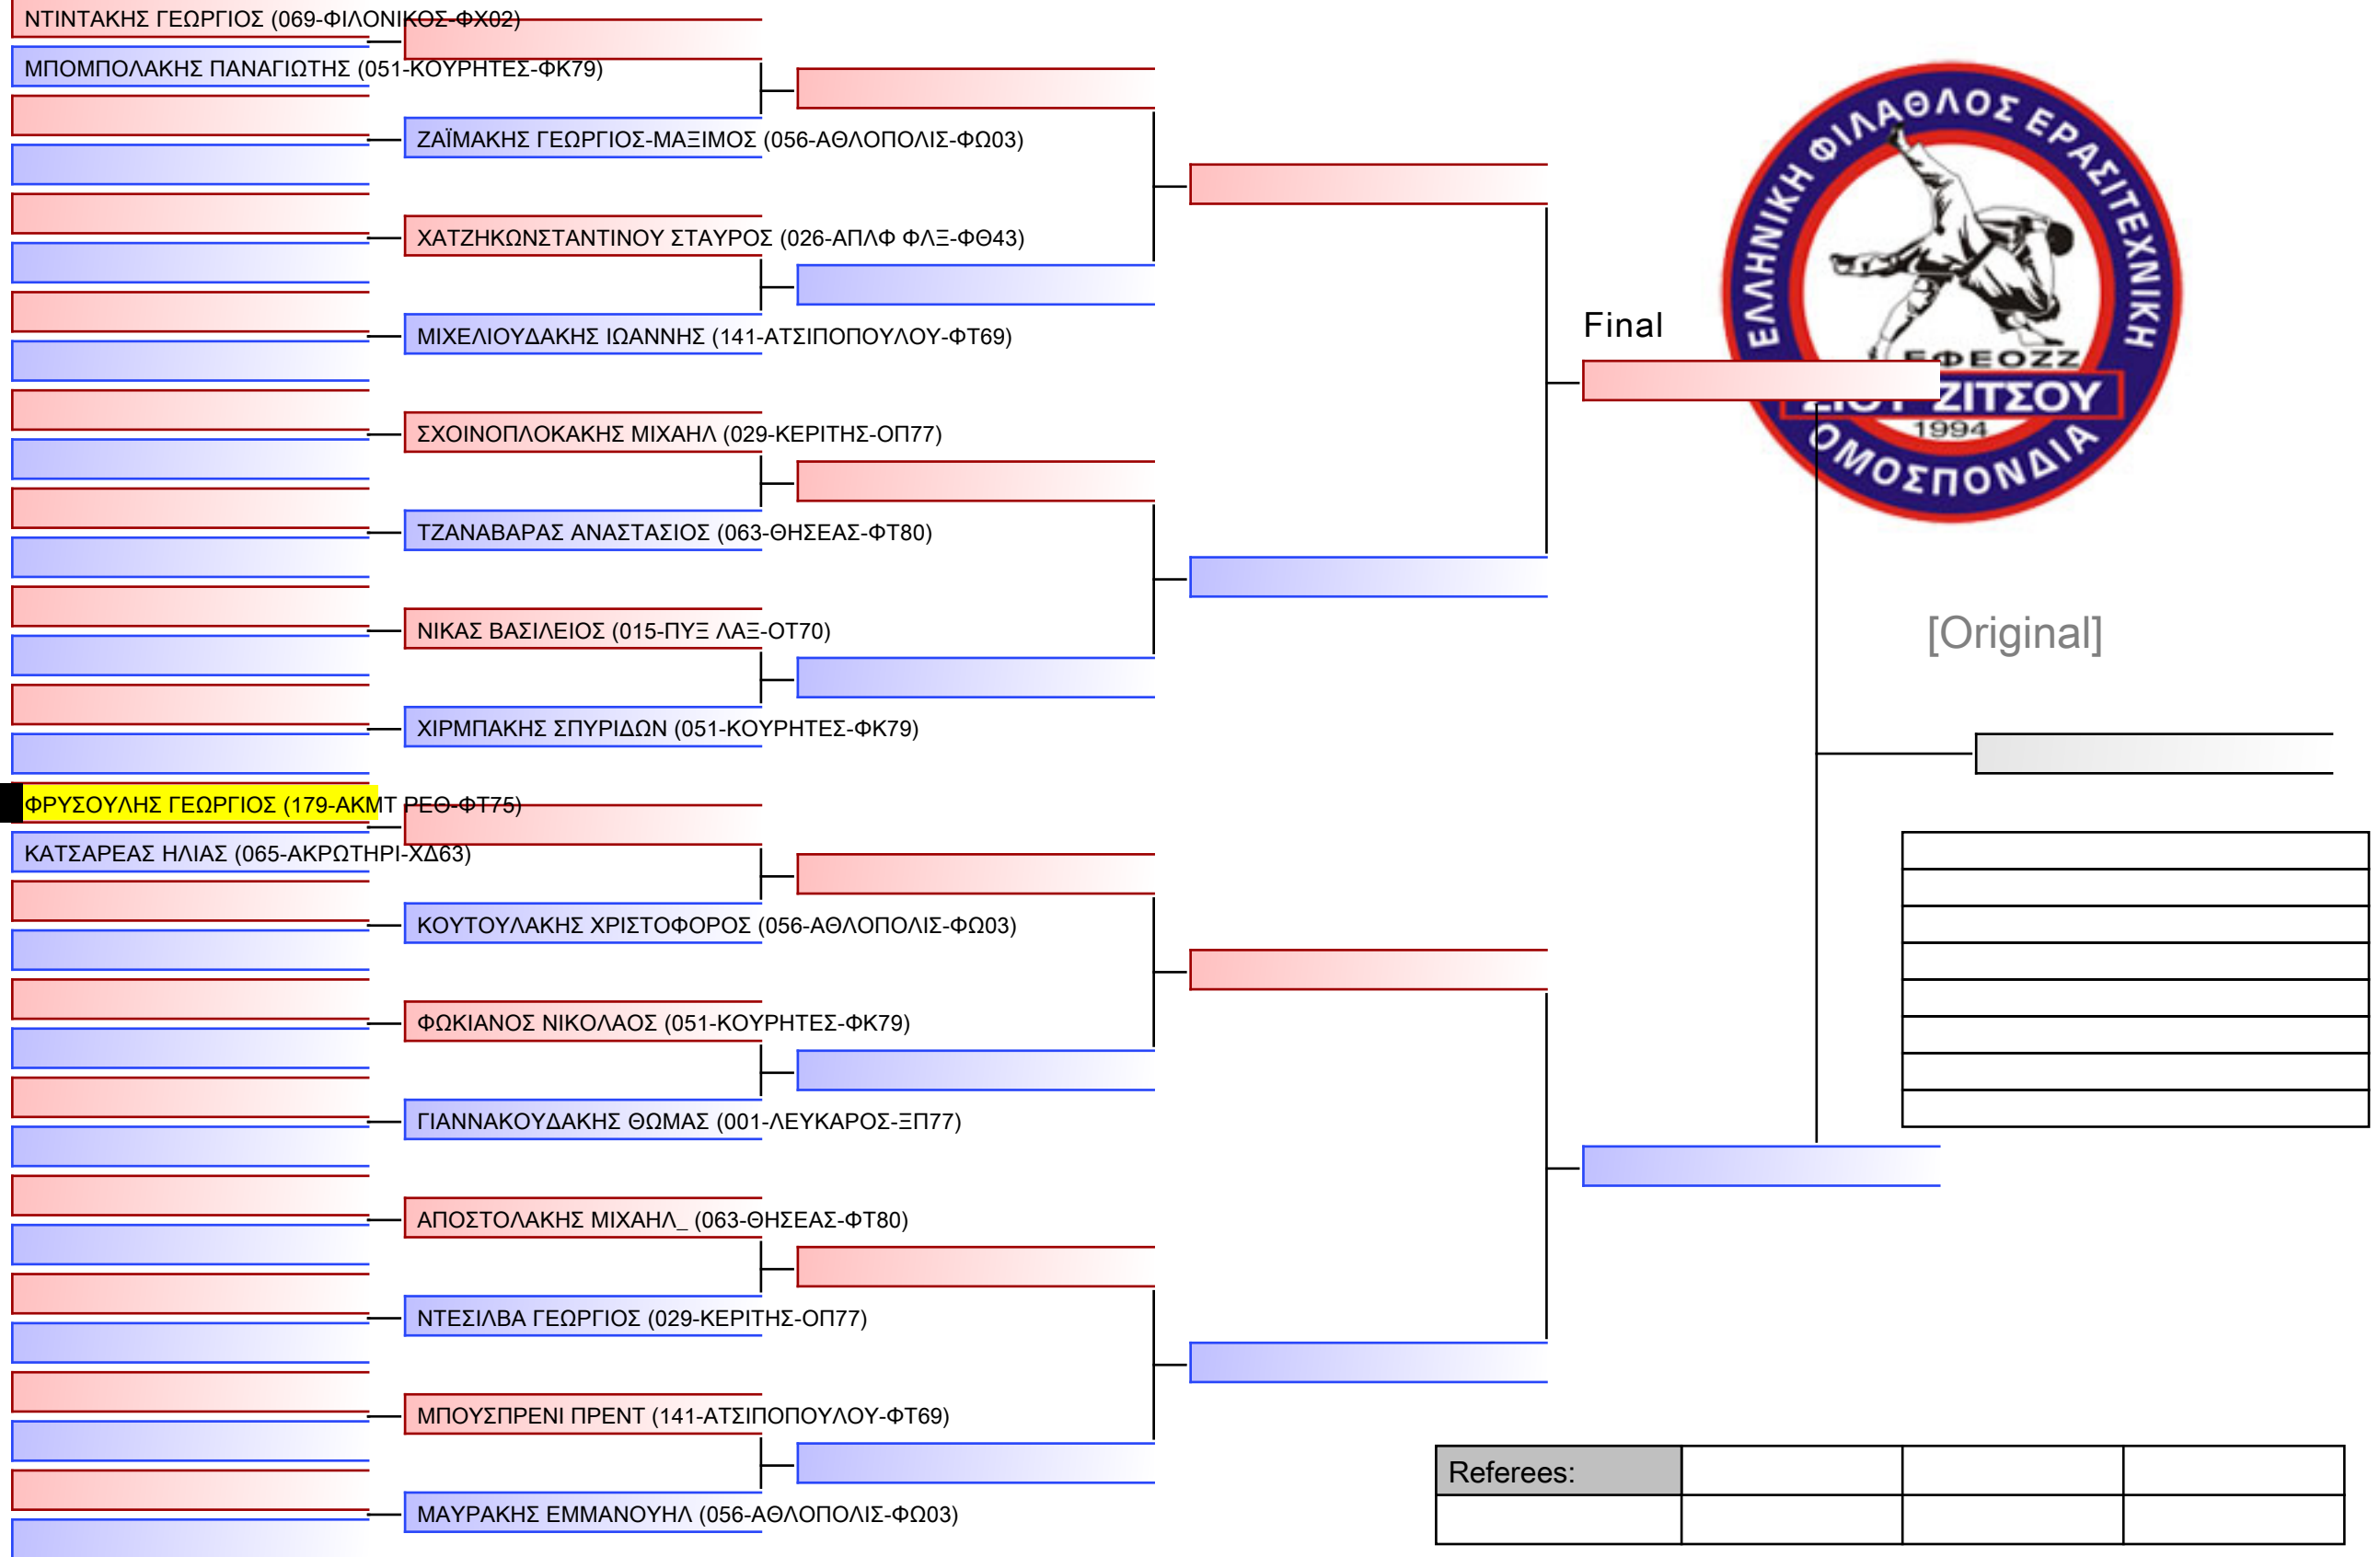 ΝΤΙΝΤΑΚΗΣ ΓΕΩΡΓΙΟΣ (069-ΦΙΛΟΝΙΚΟΣ-ΦΧ02)
ΜΠΟΜΠΟΛΑΚΗΣ ΠΑΝΑΓΙΩΤΗΣ (051-ΚΟΥΡΗΤΕΣ-ΦΚ79)
ΖΑΪΜΑΚΗΣ ΓΕΩΡΓΙΟΣ-ΜΑΞΙΜΟΣ (056-ΑΘΛΟΠΟΛΙΣ-ΦΩ03)
ΧΑΤΖΗΚΩΝΣΤΑΝΤΙΝΟΥ ΣΤΑΥΡΟΣ (026-ΑΠΛΦ ΦΛΞ-ΦΘ43)
ΜΙΧΕΛΙΟΥΔΑΚΗΣ ΙΩΑΝΝΗΣ (141-ΑΤΣΙΠΟΠΟΥΛΟΥ-ΦΤ69)
ΣΧΟΙΝΟΠΛΟΚΑΚΗΣ ΜΙΧΑΗΛ (029-ΚΕΡΙΤΗΣ-ΟΠ77)
ΤΖΑΝΑΒΑΡΑΣ ΑΝΑΣΤΑΣΙΟΣ (063-ΘΗΣΕΑΣ-ΦΤ80)
ΝΙΚΑΣ ΒΑΣΙΛΕΙΟΣ (015-ΠΥΞ ΛΑΞ-ΟΤ70)
ΧΙΡΜΠΑΚΗΣ ΣΠΥΡΙΔΩΝ (051-ΚΟΥΡΗΤΕΣ-ΦΚ79)
ΦΡΥΣΟΥΛΗΣ ΓΕΩΡΓΙΟΣ (179-ΑΚΜΤ ΡΕΘ-ΦΤ75)
ΚΑΤΣΑΡΕΑΣ ΗΛΙΑΣ (065-ΑΚΡΩΤΗΡΙ-ΧΔ63)
ΚΟΥΤΟΥΛΑΚΗΣ ΧΡΙΣΤΟΦΟΡΟΣ (056-ΑΘΛΟΠΟΛΙΣ-ΦΩ03)
ΦΩΚΙΑΝΟΣ ΝΙΚΟΛΑΟΣ (051-ΚΟΥΡΗΤΕΣ-ΦΚ79)
ΓΙΑΝΝΑΚΟΥΔΑΚΗΣ ΘΩΜΑΣ (001-ΛΕΥΚΑΡΟΣ-ΞΠ77)
ΑΠΟΣΤΟΛΑΚΗΣ ΜΙΧΑΗΛ_ (063-ΘΗΣΕΑΣ-ΦΤ80)
ΝΤΕΣΙΛΒΑ ΓΕΩΡΓΙΟΣ (029-ΚΕΡΙΤΗΣ-ΟΠ77)
ΜΠΟΥΣΠΡΕΝΙ ΠΡΕΝΤ (141-ΑΤΣΙΠΟΠΟΥΛΟΥ-ΦΤ69)
ΜΑΥΡΑΚΗΣ ΕΜΜΑΝΟΥΗΛ (056-ΑΘΛΟΠΟΛΙΣ-ΦΩ03)
Final
ΕΛΛΗΝΙΚΗ ΦΙΛΑΘΛΟΣ ΕΡΑΣΙΤΕΧΝΙΚΗ
ΕΦΕΟΖΖ
ΖΙΤΣΟΥ
1994
ΟΜΟΣΠΟΝΔΙΑ
[Original]
Referees: